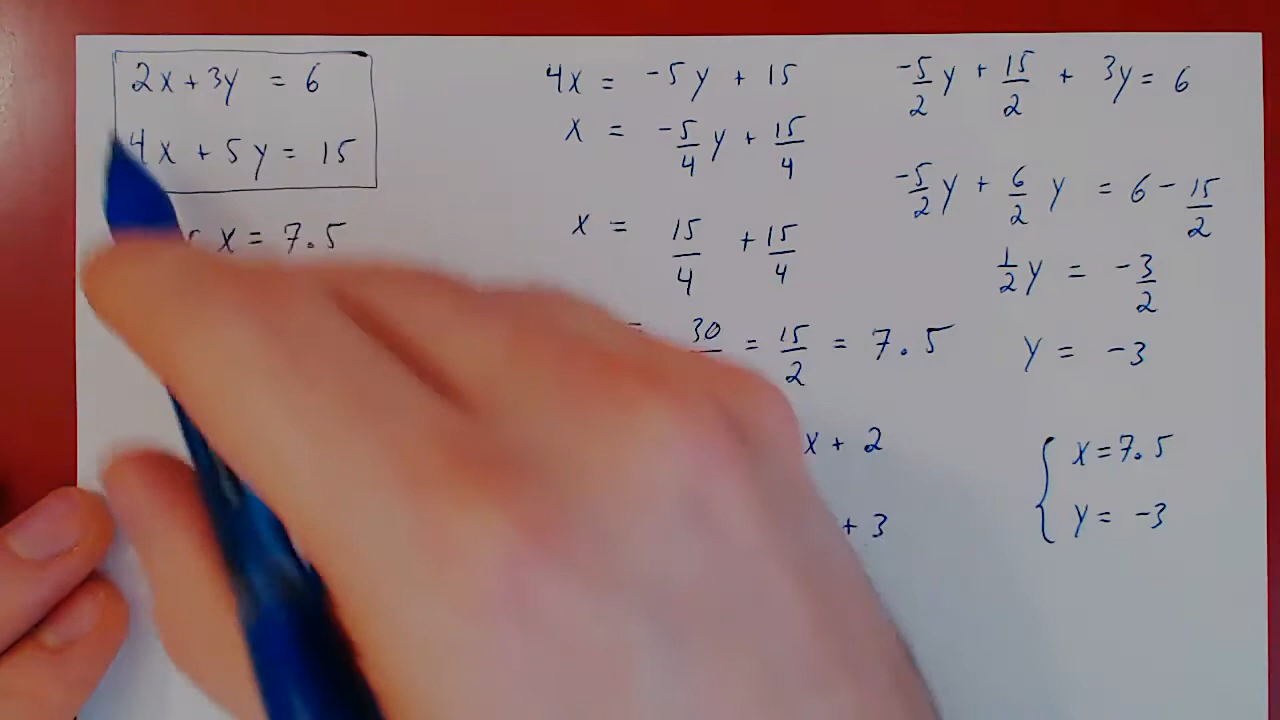 2x + 3y = 6
4x + 5y = 15
x = 7.5
4x = -5y + 15
x = -5/4 y + 15/4
x = 15/4 + 15/4
30 = 15/2 = 7.5
x + 2
+ 3
-5/2 y + 15/2 + 3y = 6
-5/2 y + 6/2 y = 6 - 15/2
1/2 y = -3/2
y = -3
x = 7.5
y = -3